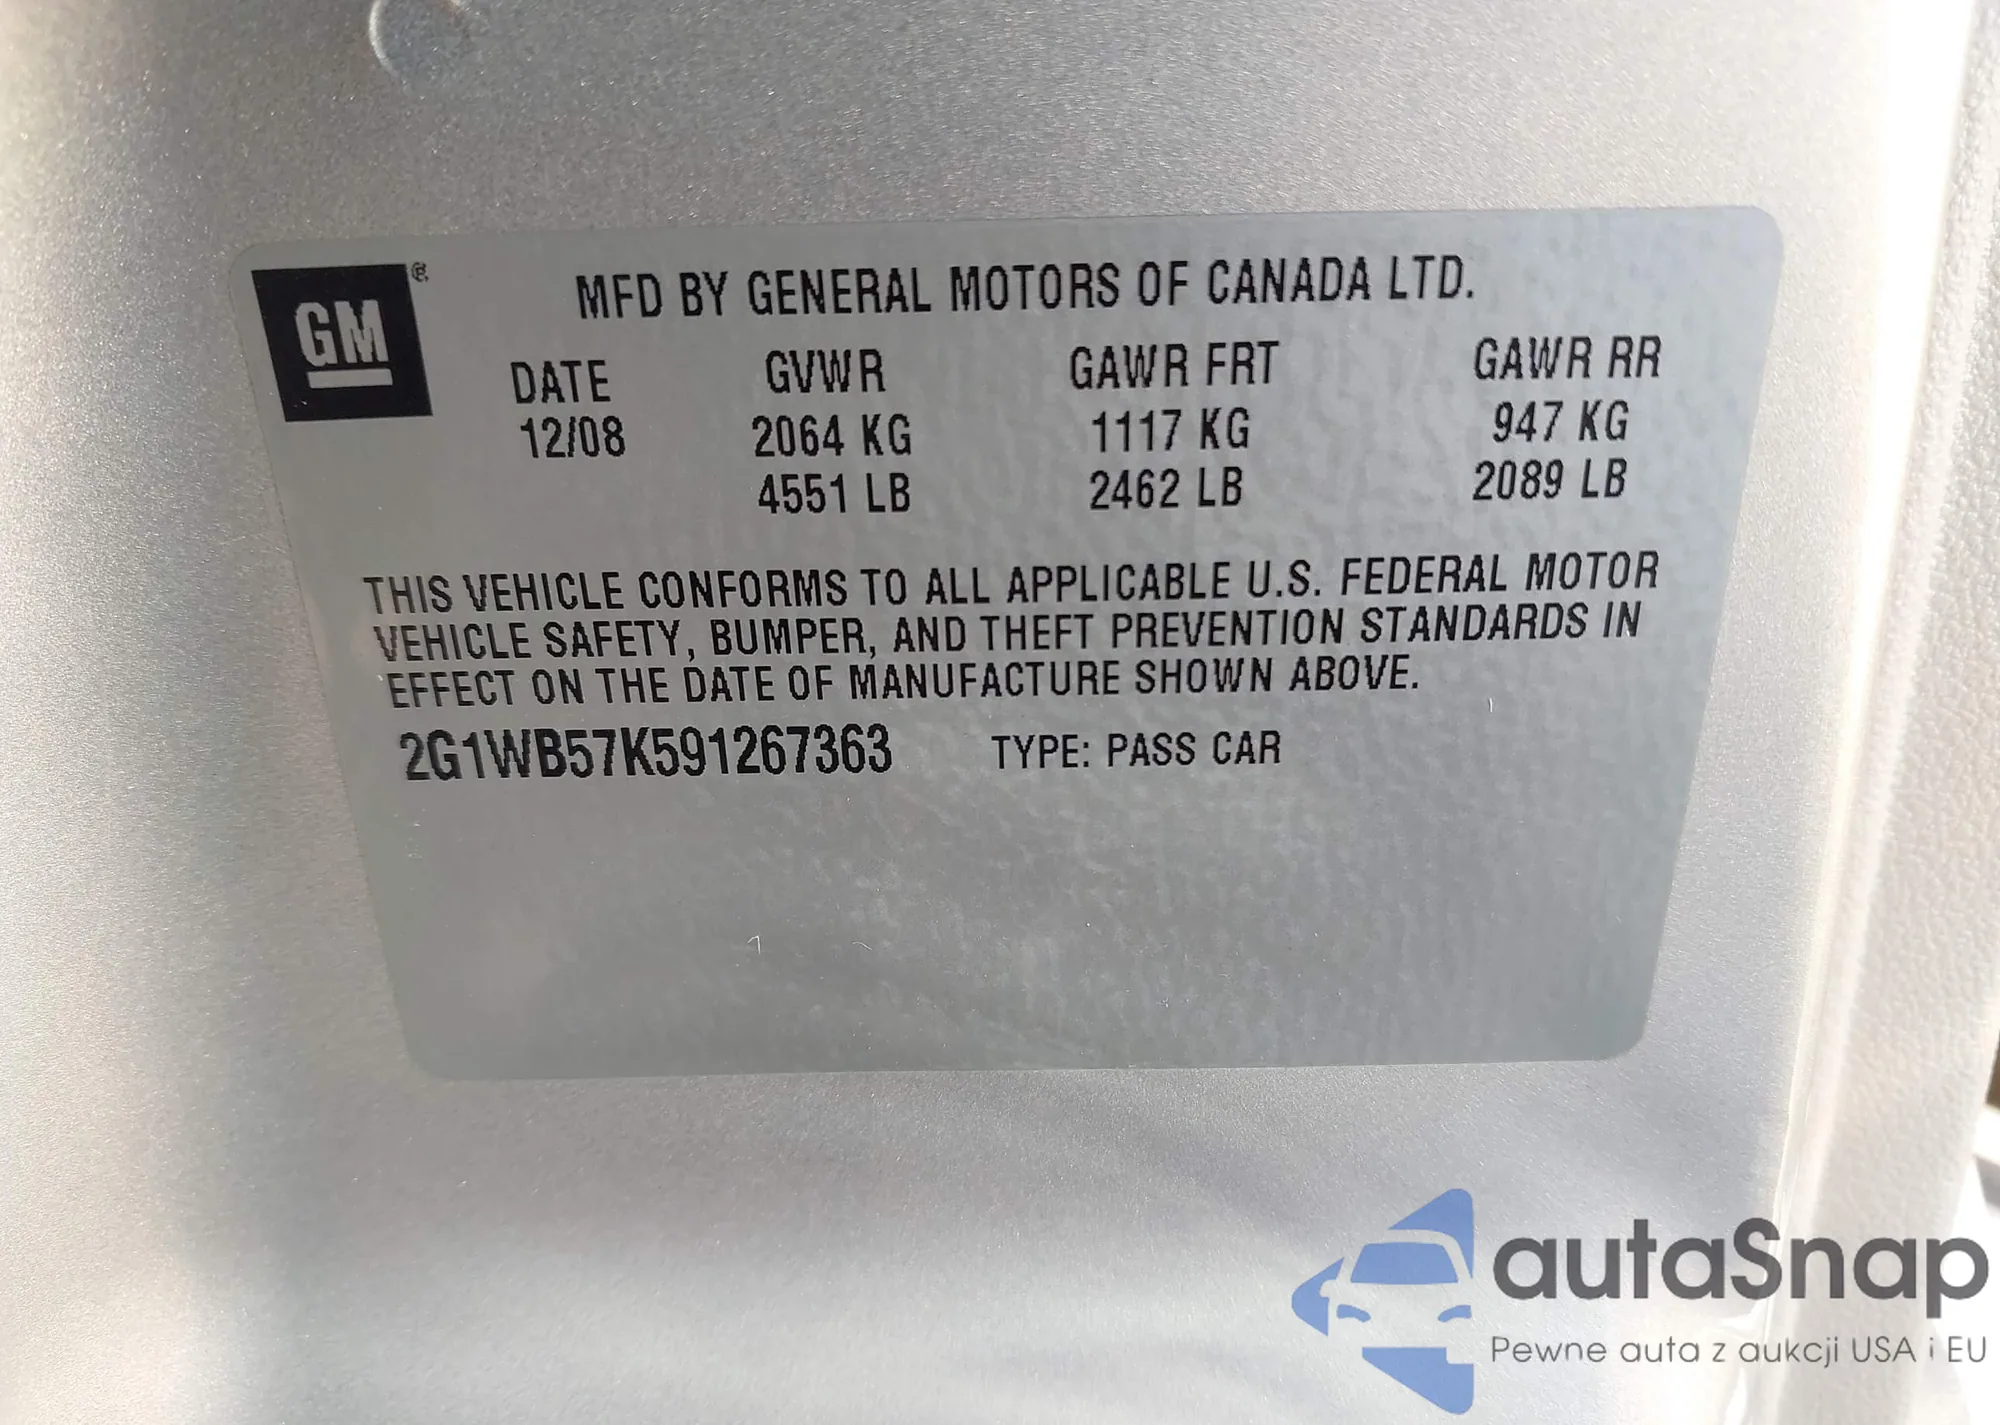 GM®
MFD BY GENERAL MOTORS OF CANADA LTD.
DATE GVWR GAWR FRT GAWR RR
12/08 2064 KG 1117 KG 947 KG
4551 LB 2462 LB 2089 LB
THIS VEHICLE CONFORMS TO ALL APPLICABLE U.S. FEDERAL MOTOR
VEHICLE SAFETY, BUMPER, AND THEFT PREVENTION STANDARDS IN
EFFECT ON THE DATE OF MANUFACTURE SHOWN ABOVE.
2G1WB57K591267363 TYPE: PASS CAR
autaSnap
Pewne auta z aukcji USA i EU